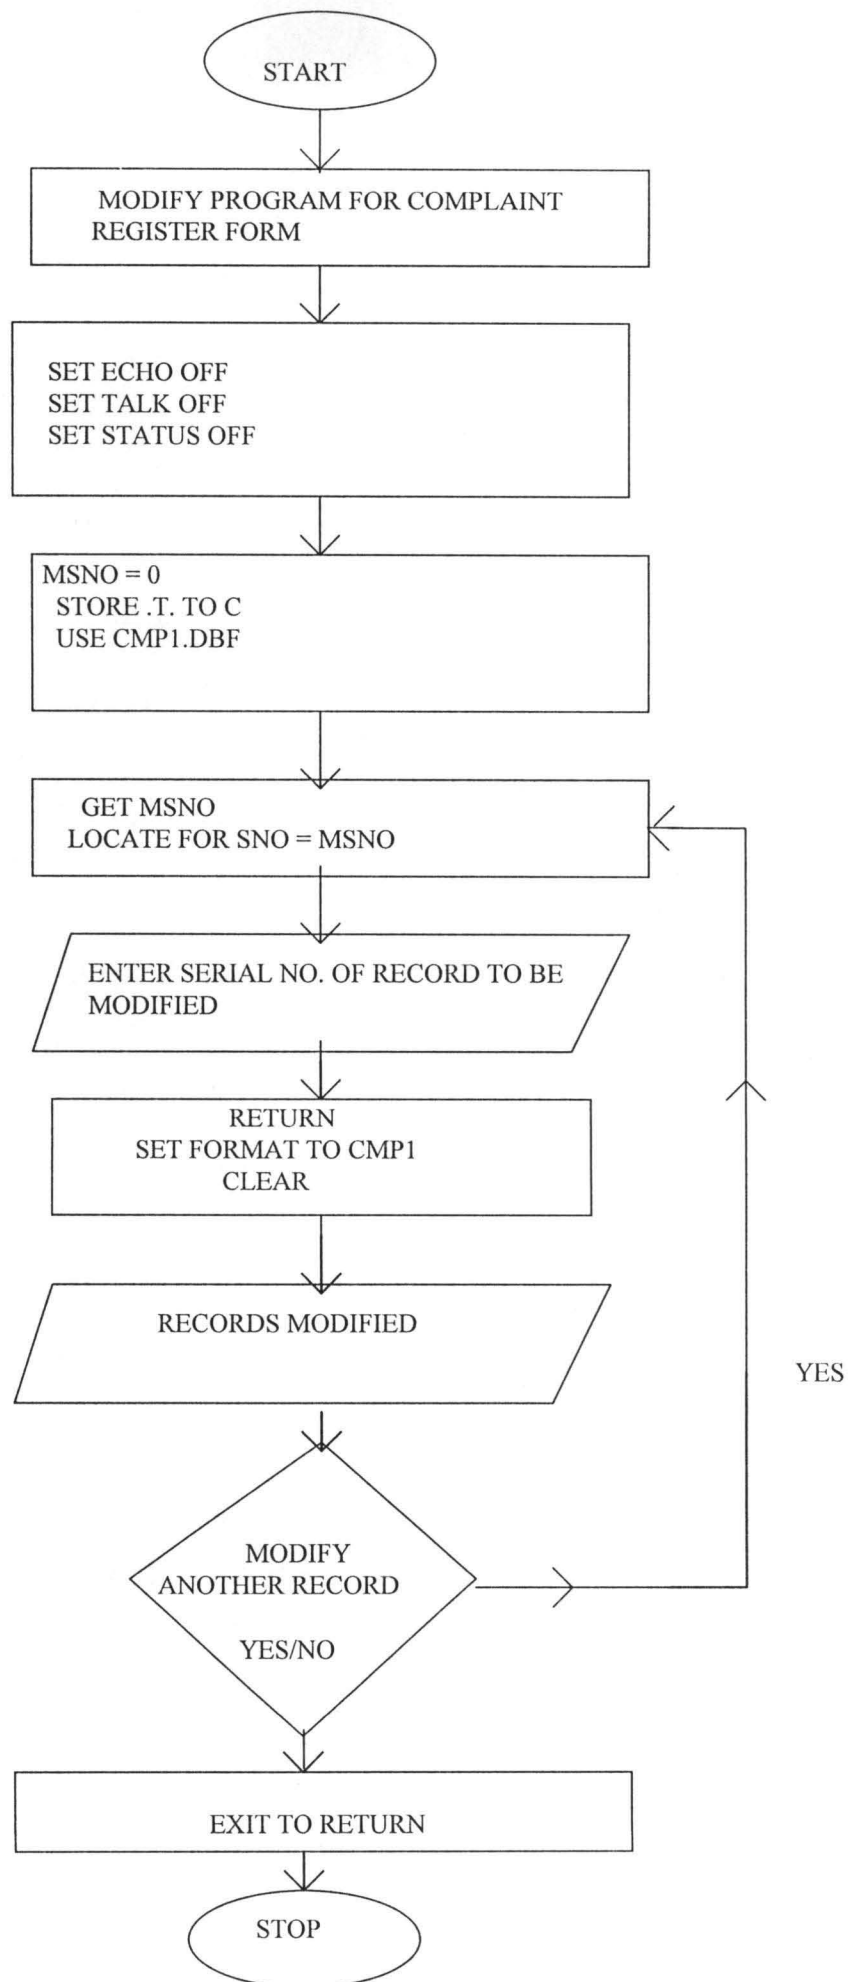 START
MODIFY PROGRAM FOR COMPLAINT
REGISTER FORM
SET ECHO OFF
SET TALK OFF
SET STATUS OFF
MSNO = 0
STORE .T. TO C
USE CMP1.DBF
GET MSNO
LOCATE FOR SNO = MSNO
ENTER SERIAL NO. OF RECORD TO BE
MODIFIED
RETURN
SET FORMAT TO CMP1
CLEAR
RECORDS MODIFIED
YES
MODIFY
ANOTHER RECORD
YES/NO
EXIT TO RETURN
STOP